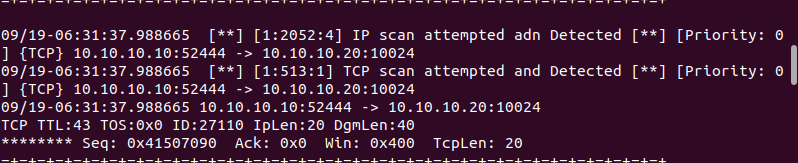 =+=+=+=+=+=+=+=+=+=+=+=+=+=+=+=+=+=+=+=+=+=+=+=+=+=+=+=+=+=+=+=+=+=+=+=+=+
09/19-06:31:37.988665  [**] [1:2052:4] IP scan attempted adn Detected [**] [Priority: 0
] {TCP} 10.10.10.10:52444 -> 10.10.10.20:10024
09/19-06:31:37.988665  [**] [1:513:1] TCP scan attempted and Detected [**] [Priority: 0
] {TCP} 10.10.10.10:52444 -> 10.10.10.20:10024
09/19-06:31:37.988665 10.10.10.10:52444 -> 10.10.10.20:10024
TCP TTL:43 TOS:0x0 ID:27110 IpLen:20 DgmLen:40
******** Seq: 0x41507090  Ack: 0x0  Win: 0x400  TcpLen: 20
=+=+=+=+=+=+=+=+=+=+=+=+=+=+=+=+=+=+=+=+=+=+=+=+=+=+=+=+=+=+=+=+=+=+=+=+=+